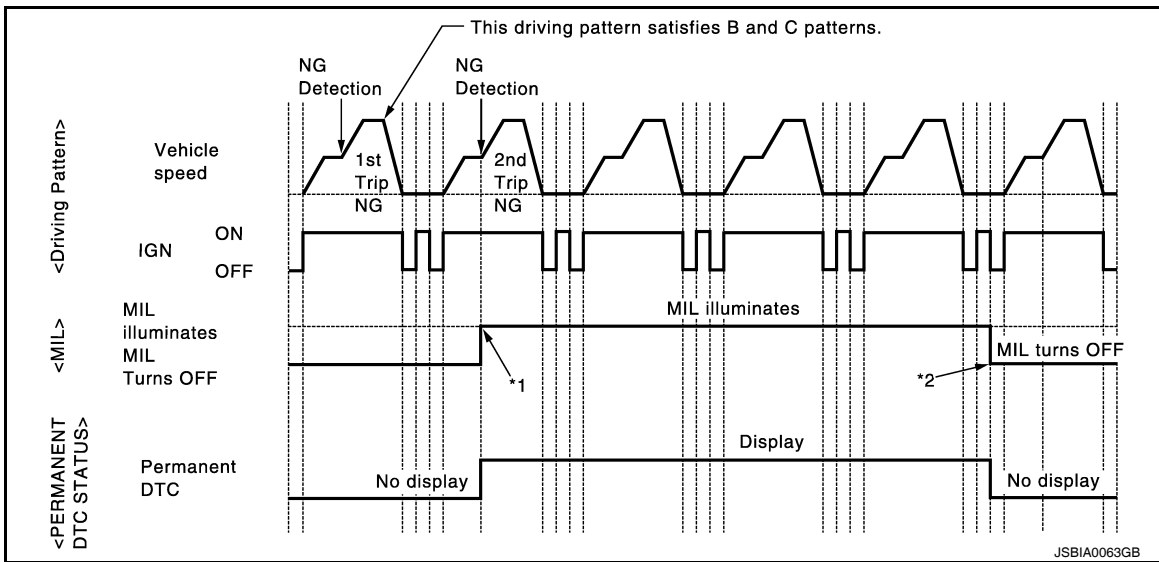 This driving pattern satisfies B and C patterns.
NG
Detection
NG
Detection
<Driving Pattern>
Vehicle
speed
1st
Trip
NG
2nd
Trip
NG
IGN
ON
OFF
<MIL>
MIL
illuminates
MIL
Turns OFF
MIL illuminates
MIL turns OFF
*1
*2
<PERMANENT
DTC STATUS>
Permanent
DTC
No display
Display
No display
JSBIA0063GB